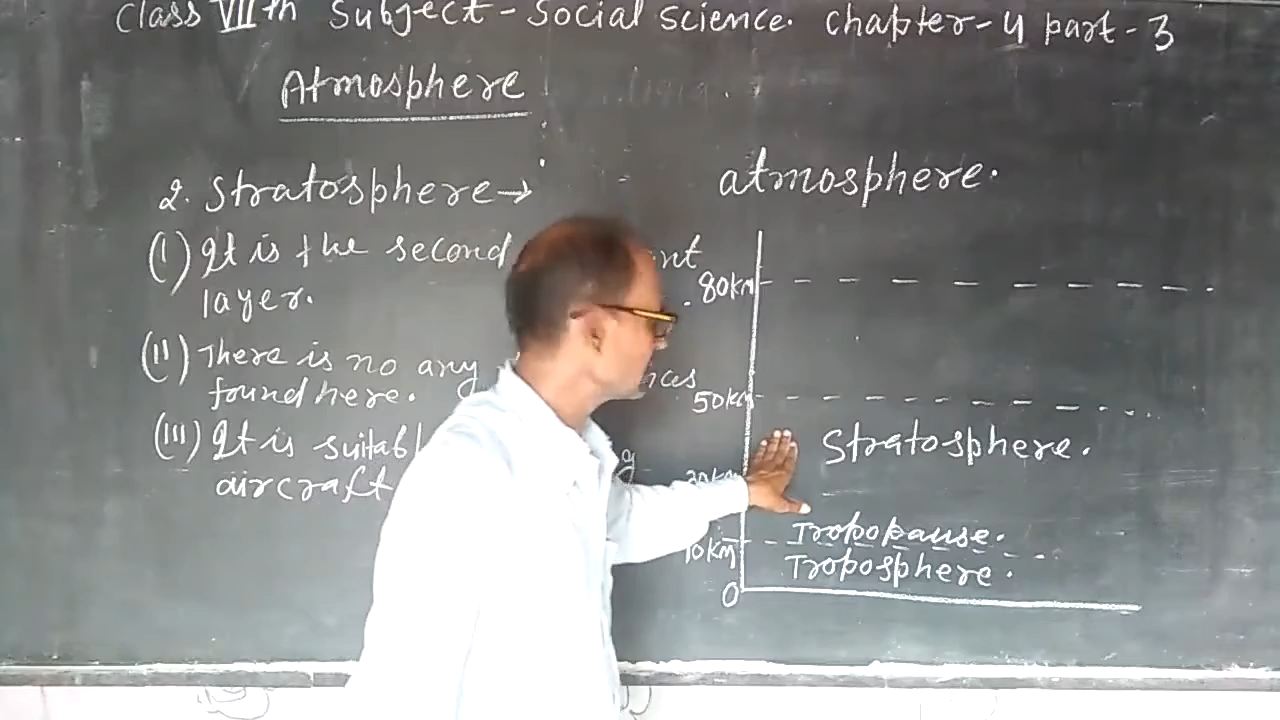 Class VIIth Subject - Social Science. Chapter-4 part-3
Atmosphere
2. Stratosphere →
(I) It is the second
layer.
(II) There is no any
found here.
(III) It is
aircraft
atmosphere.
80km
50km
Stratosphere.
Tropopause.
10km
Troposphere.
0